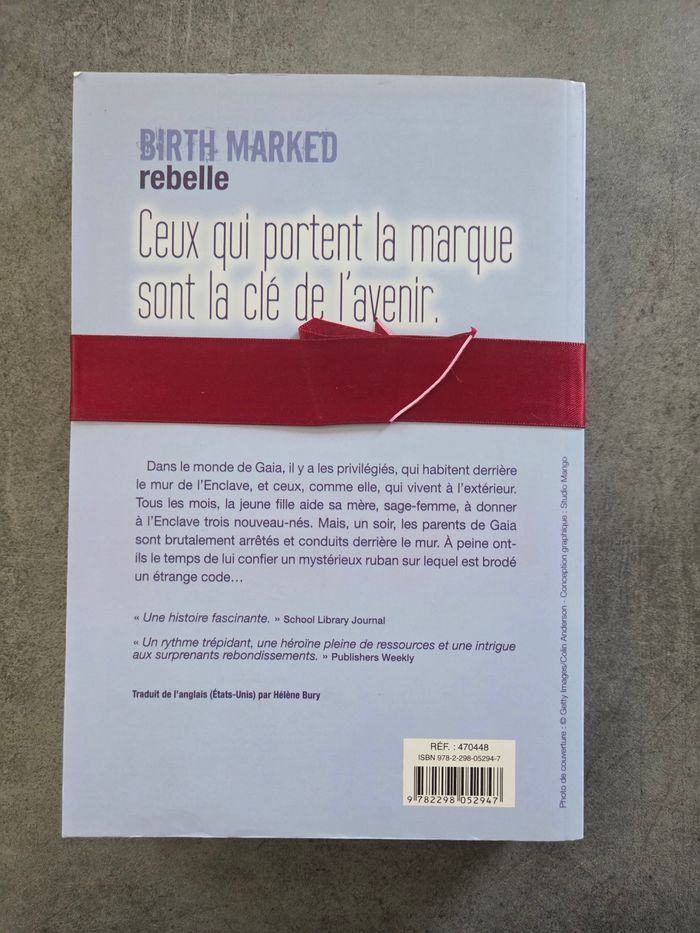 BIRTH MARKED
rebelle
Ceux qui portent la marque
sont la clé de l'avenir.
Dans le monde de Gaia, il y a les privilégiés, qui habitent derrière
le mur de l'Enclave, et ceux, comme elle, qui vivent à l'extérieur.
Tous les mois, la jeune fille aide sa mère, sage-femme, à donner
à l'Enclave trois nouveau-nés. Mais, un soir, les parents de Gaia
sont brutalement arrêtés et conduits derrière le mur. À peine ont-
ils le temps de lui confier un mystérieux ruban sur lequel est brodé
un étrange code...
« Une histoire fascinante. » School Library Journal
« Un rythme trépidant, une héroïne pleine de ressources et une intrigue
aux surprenants rebondissements. » Publishers Weekly
Traduit de l'anglais (États-Unis) par Hélène Bury
RÉF. : 470448
ISBN 978-2-298-05294-7
9 782298 052947
Photo de couverture : © Getty Images/Colin Anderson - Conception graphique : Studio Mango